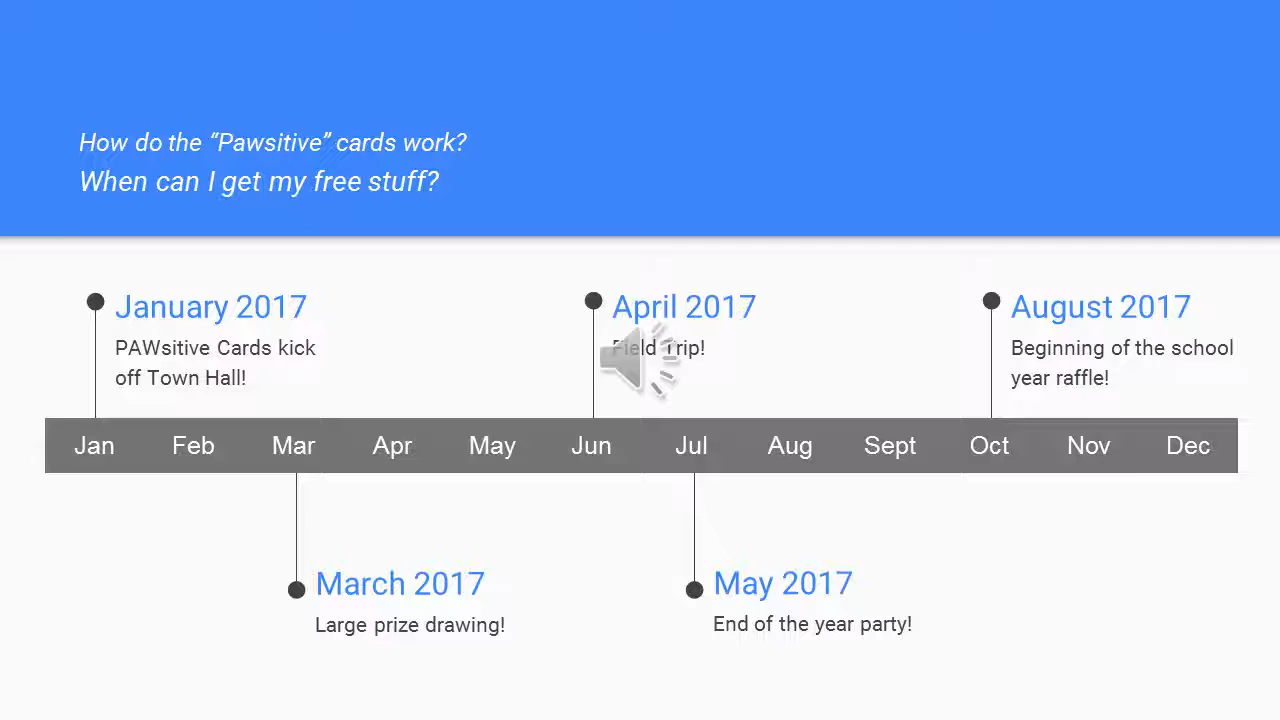 How do the “Pawsitive” cards work?
When can I get my free stuff?
January 2017
PAWsitive Cards kick
off Town Hall!
April 2017
Field Trip!
August 2017
Beginning of the school
year raffle!
Jan Feb Mar Apr May Jun Jul Aug Sept Oct Nov Dec
March 2017
Large prize drawing!
May 2017
End of the year party!